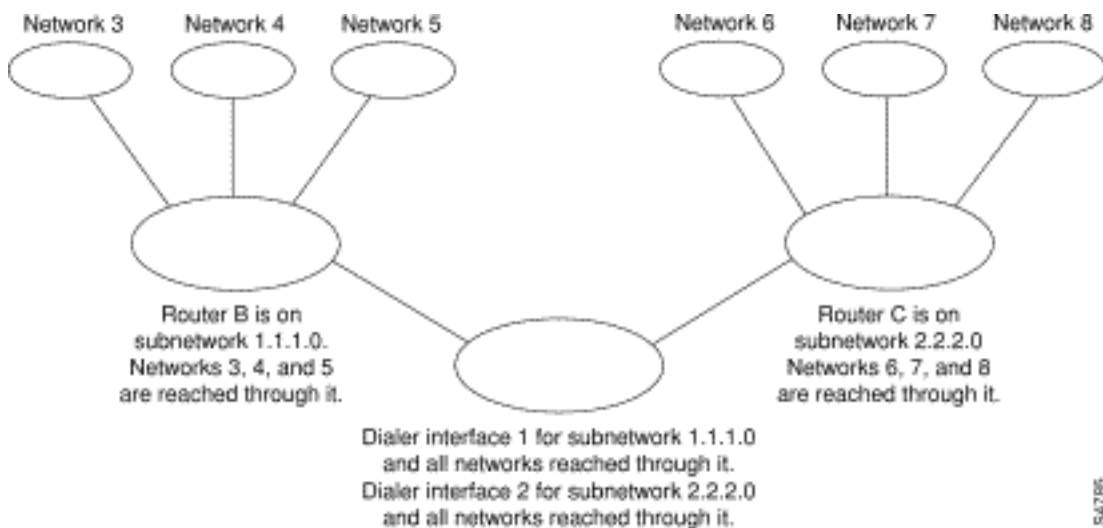 Network 3
Network 4
Network 5
Network 6
Network 7
Network 8
Router B is on
subnetwork 1.1.1.0.
Networks 3, 4, and 5
are reached through it.
Router C is on
subnetwork 2.2.2.0
Networks 6, 7, and 8
are reached through it.
Dialer interface 1 for subnetwork 1.1.1.0
and all networks reached through it.
Dialer interface 2 for subnetwork 2.2.2.0
and all networks reached through it.
S4785